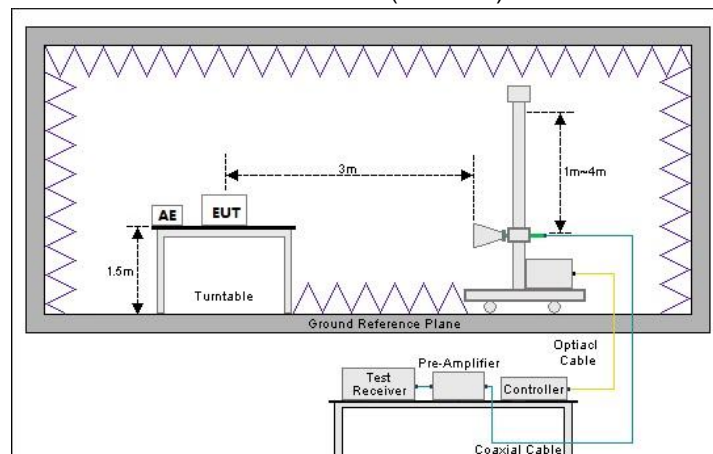 3m
1m~4m
AE
EUT
1.5m
Turntable
Ground Reference Plane
Optiacl
Cable
Pre-Amplifier
Test
Receiver
Controller
Coaxial Cable